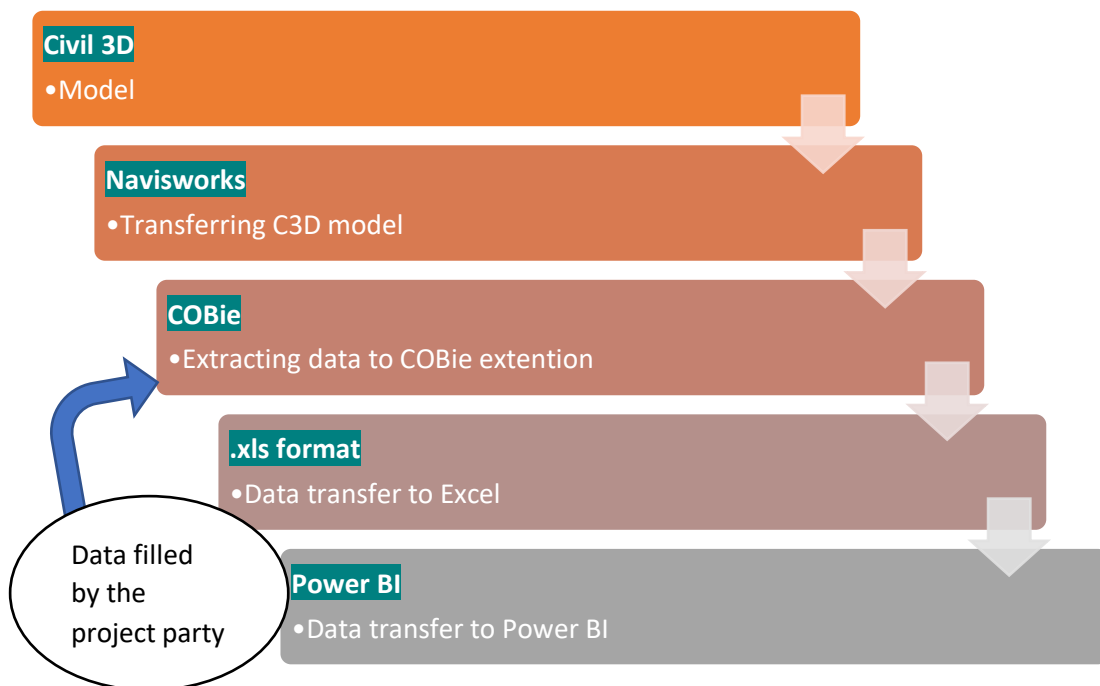 Civil 3D
•Model
Navisworks
•Transferring C3D model
COBie
•Extracting data to COBie extention
.xls format
•Data transfer to Excel
Data filled
by the
project party
Power BI
•Data transfer to Power BI